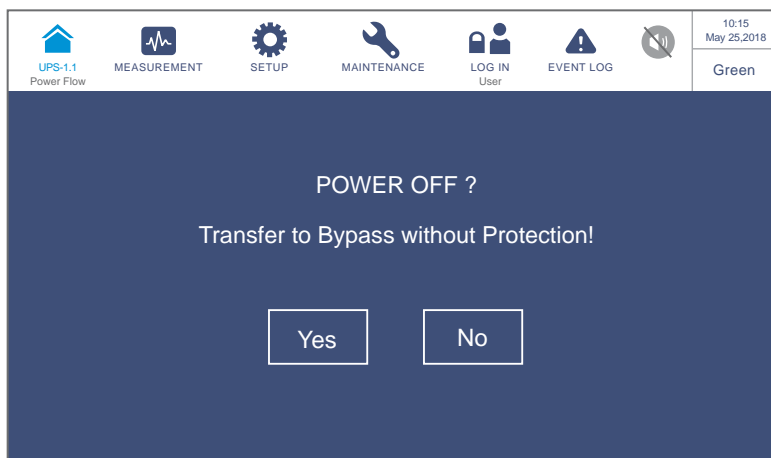 UPS-1.1
Power Flow
MEASUREMENT
SETUP
MAINTENANCE
LOG IN
User
EVENT LOG
10:15
May 25,2018
Green
POWER OFF ?
Transfer to Bypass without Protection!
Yes
No